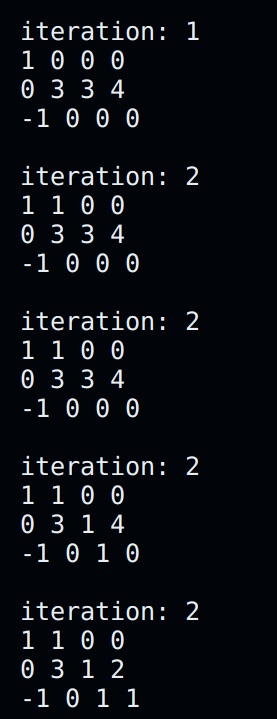 iteration: 1
1 0 0 0
0 3 3 4
-1 0 0 0
iteration: 2
1 1 0 0
0 3 3 4
-1 0 0 0
iteration: 2
1 1 0 0
0 3 3 4
-1 0 0 0
iteration: 2
1 1 0 0
0 3 1 4
-1 0 1 0
iteration: 2
1 1 0 0
0 3 1 2
-1 0 1 1